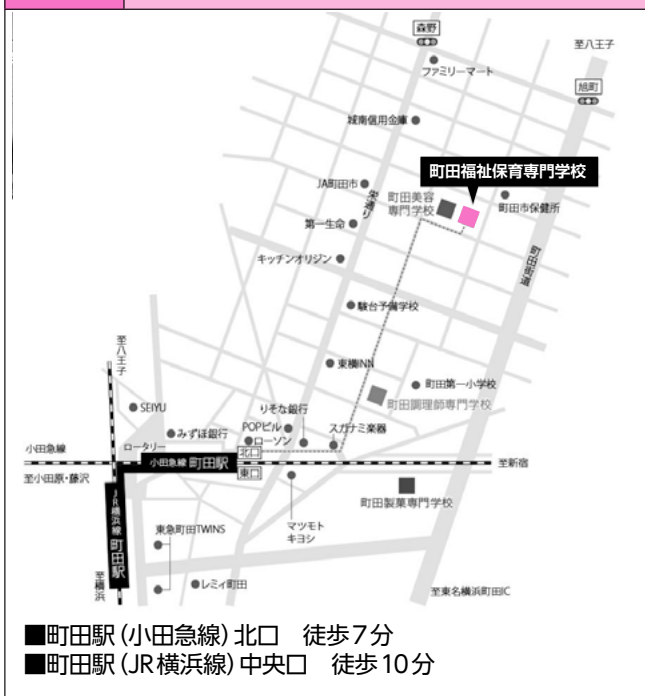 森野
至八王子
ファミリーマート
旭町
城南信用金庫
町田福祉保育専門学校
JA町田市
栄通り
町田美容
専門学校
町田市保健所
第一生命
キッチンオリジン
町田街道
駿台予備学校
至八王子
東横INN
町田第一小学校
町田調理師専門学校
SEIYU
りそな銀行
みずほ銀行
POPビル
スガナミ楽器
ローソン
小田急線
ロータリー
北口
小田急線 町田駅
至新宿
東口
至小田原・藤沢
JR横浜線 町田駅
町田製菓専門学校
東急町田TWINS
マツモト
キヨシ
至横浜
レミィ町田
至東名横浜町田IC
■町田駅(小田急線)北口　徒歩7分
■町田駅(JR横浜線)中央口　徒歩10分